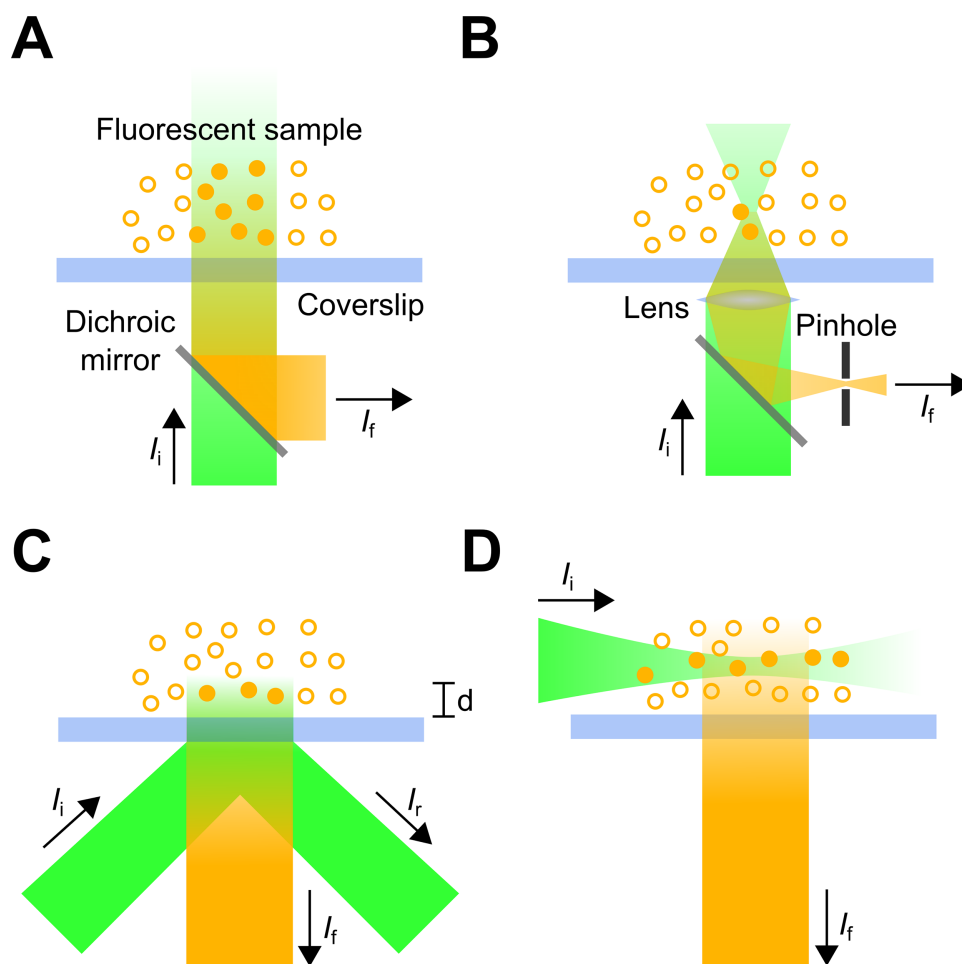 A
B
Fluorescent sample
Coverslip
Dichroic
mirror
Lens
Pinhole
Ii
If
Ii
If
C
D
Ii
d
Ii
Ir
If
If